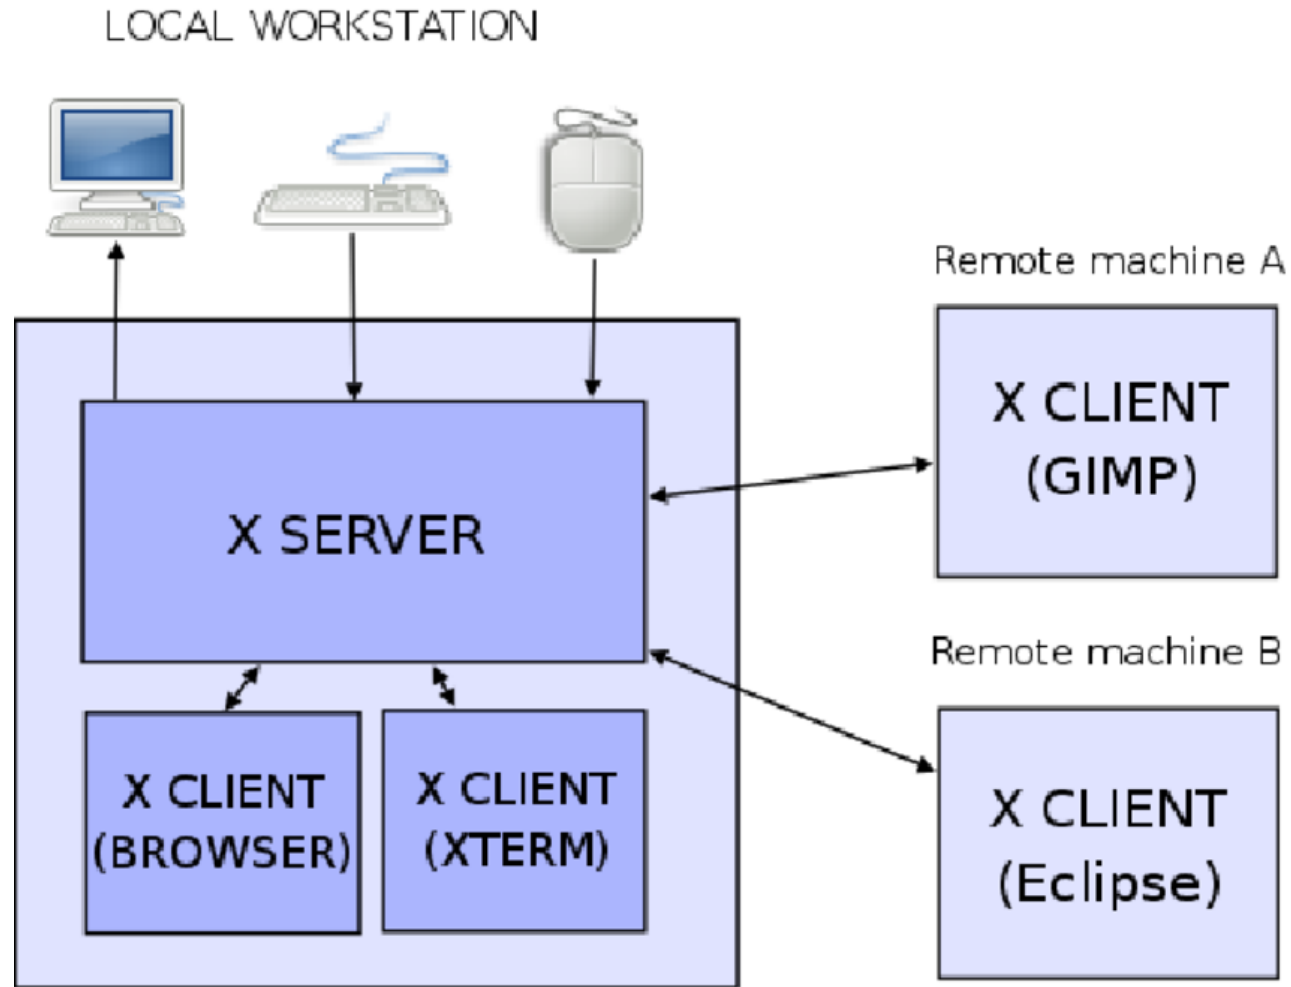 LOCAL WORKSTATION
Remote machine A
X CLIENT
(GIMP)
X SERVER
Remote machine B
X CLIENT
(BROWSER)
X CLIENT
(XTERM)
X CLIENT
(Eclipse)